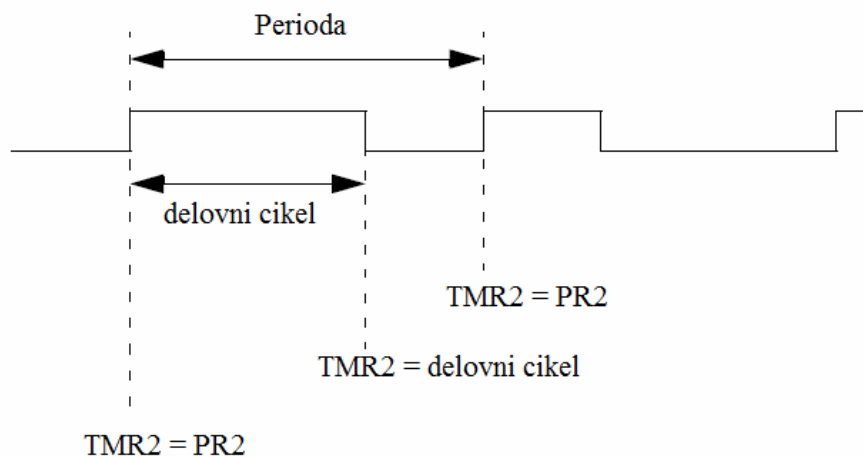 Perioda
delovni cikel
TMR2 = PR2
TMR2 = delovni cikel
TMR2 = PR2